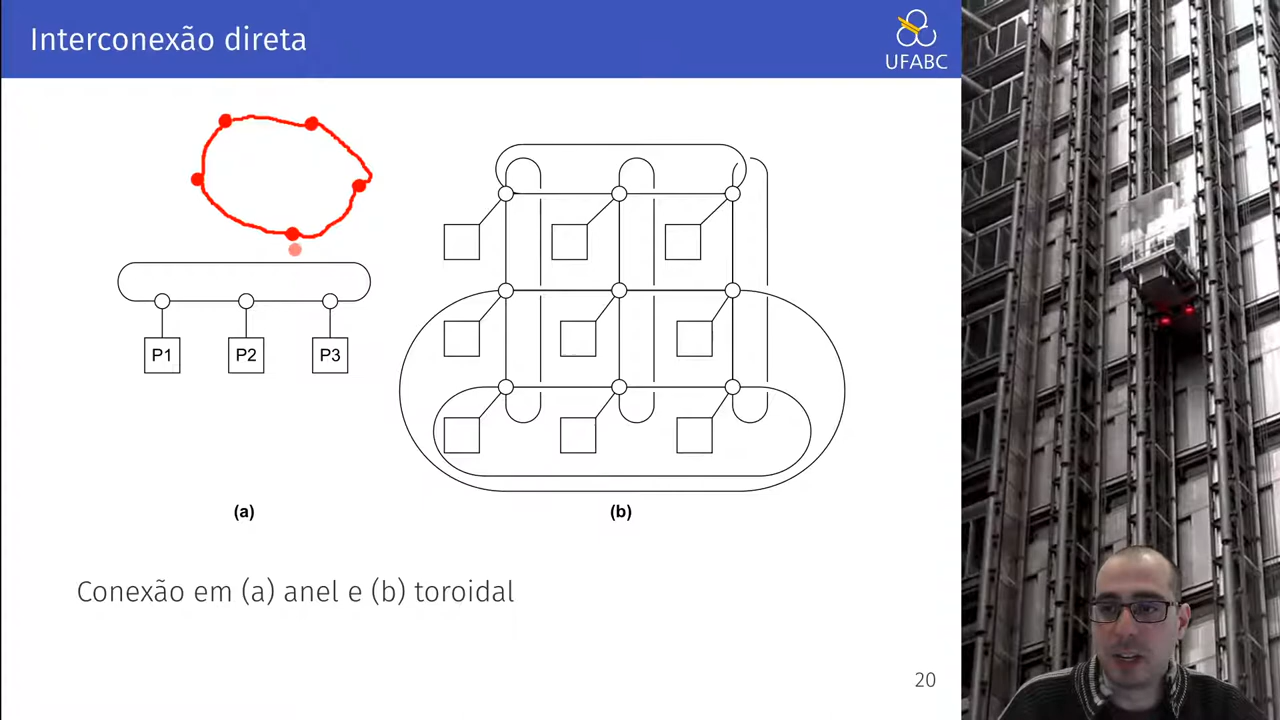 Interconexão direta
UFABC
P1 P2 P3
(a) (b)
Conexão em (a) anel e (b) toroidal
20